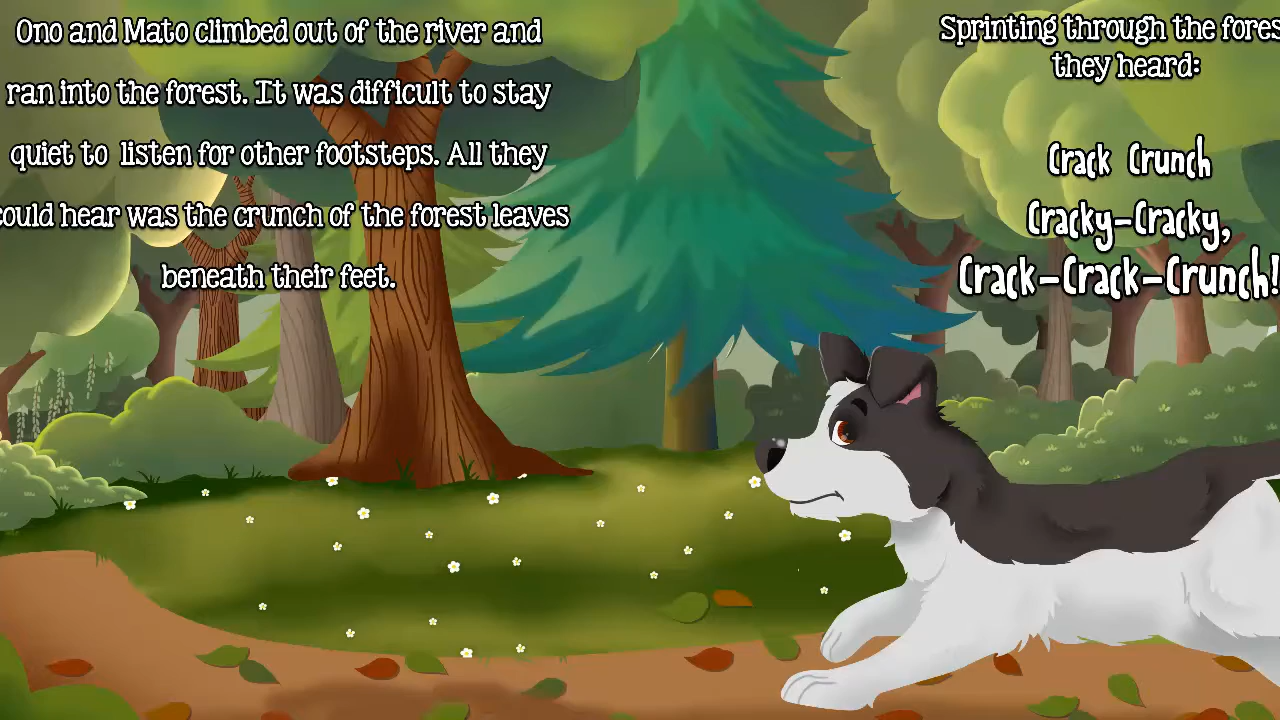 Ono and Mato climbed out of the river and
ran into the forest. It was difficult to stay
quiet to listen for other footsteps. All they
could hear was the crunch of the forest leaves
beneath their feet.
Sprinting through the fores
they heard:
Crack Crunch
Cracky-Cracky,
Crack-Crack-Crunch!